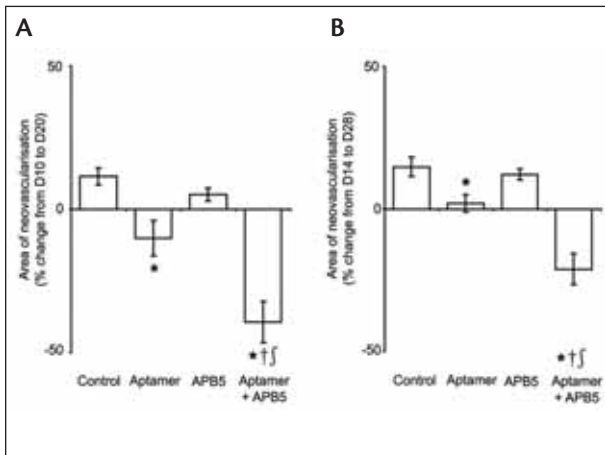 A
50
0
-50
Area of neovascularisation
(% change from D10 to D20)
*
*†∫
Control
Aptamer
APB5
Aptamer
+ APB5
B
50
0
-50
Area of neovascularisation
(% change from D14 to D28)
*
*†∫
Control
Aptamer
APB5
Aptamer
+ APB5